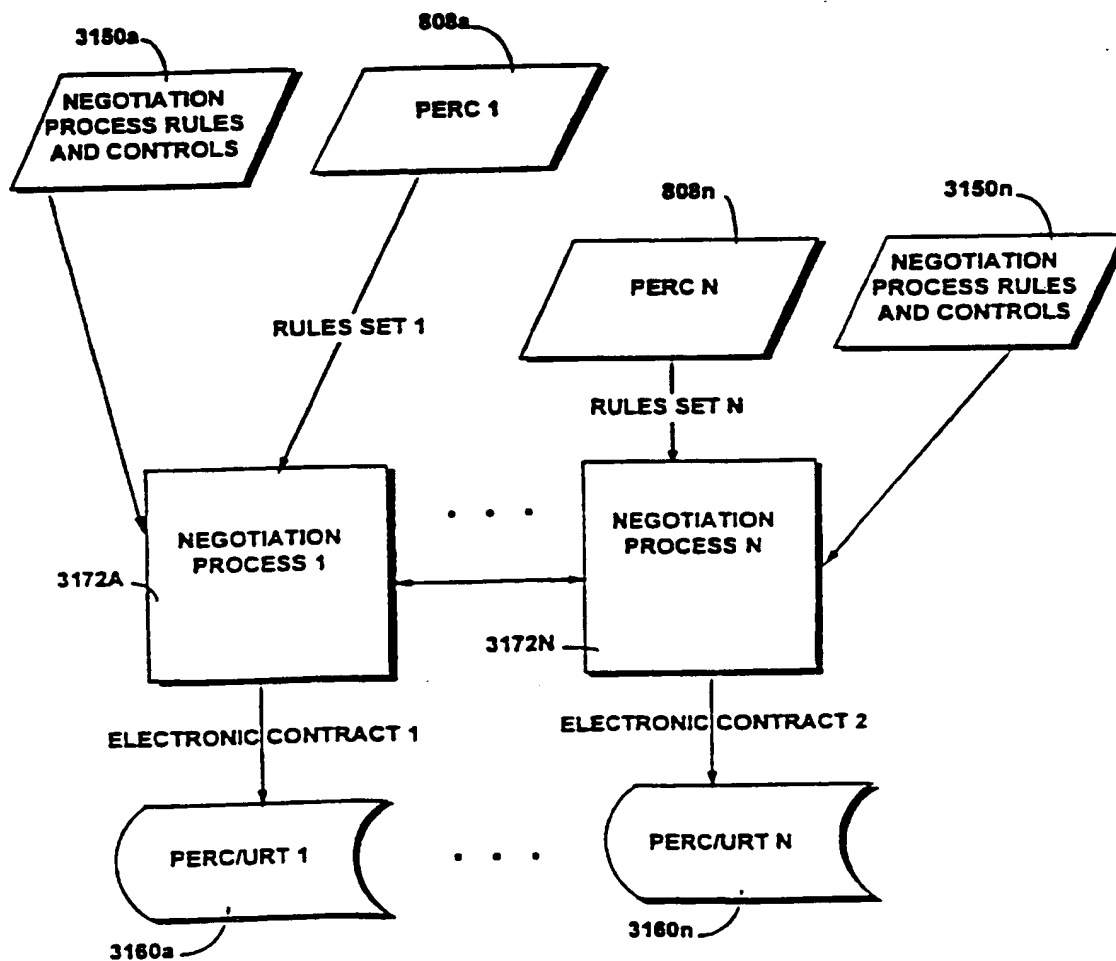 3150a
808a
NEGOTIATION
PROCESS RULES
AND CONTROLS
PERC 1
808n
3150n
PERC N
NEGOTIATION
PROCESS RULES
AND CONTROLS
RULES SET 1
RULES SET N
NEGOTIATION
PROCESS 1
. . .
NEGOTIATION
PROCESS N
3172A
3172N
ELECTRONIC CONTRACT 1
ELECTRONIC CONTRACT 2
PERC/URT 1
. . .
PERC/URT N
3160a
3160n